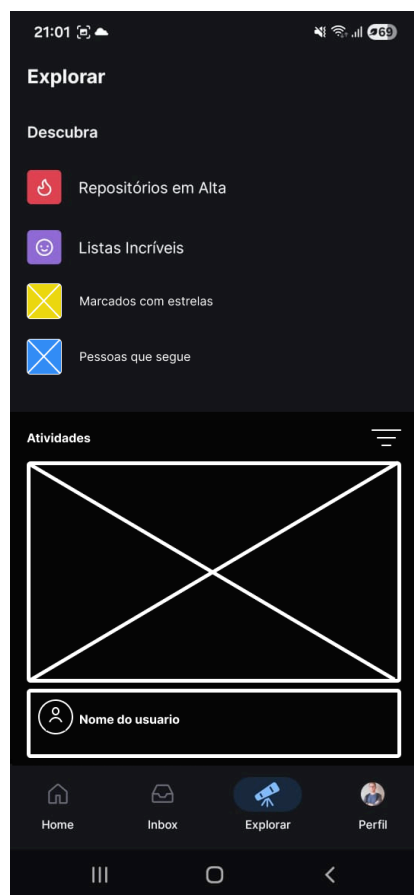 21:01
69
Explorar
Descubra
Repositórios em Alta
Listas Incríveis
Marcados com estrelas
Pessoas que segue
Atividades
Nome do usuario
Home Inbox Explorar Perfil